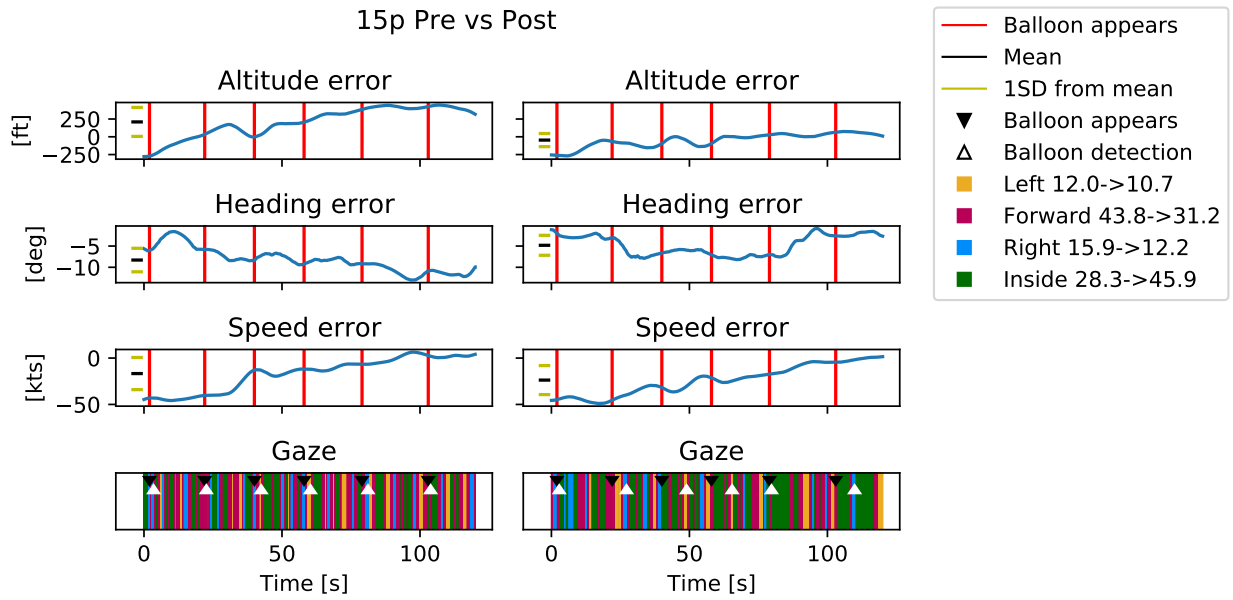 15p Pre vs Post
Altitude error
Altitude error
[ft]
250
0
−250
Heading error
Heading error
[deg]
−5
−10
Speed error
Speed error
[kts]
0
−50
Gaze
Gaze
0
50
100
0
50
100
Time [s]
Time [s]
Balloon appears
Mean
1SD from mean
Balloon appears
Balloon detection
Left 12.0->10.7
Forward 43.8->31.2
Right 15.9->12.2
Inside 28.3->45.9